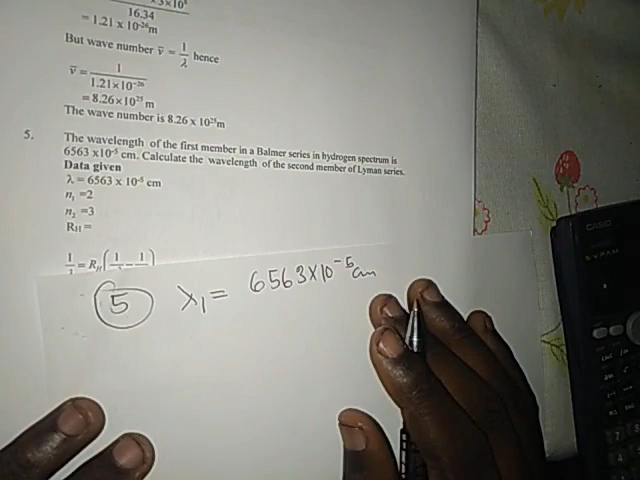 16.34
= 1.21 x 10⁻²⁶m
But wave number ν̅ = 1/λ hence
ν̅ = 1/1.21×10⁻²⁶
= 8.26×10²⁵ m
The wave number is 8.26 x 10²⁵m
5. The wavelength of the first member in a Balmer series in hydrogen spectrum is
6563 x10⁻⁵ cm. Calculate the wavelength of the second member of Lyman series.
Data given
λ = 6563 x 10⁻⁵ cm
n₁ =2
n₂ =3
R_H =
5 λ₁ = 6563×10⁻⁵cm
CASIO